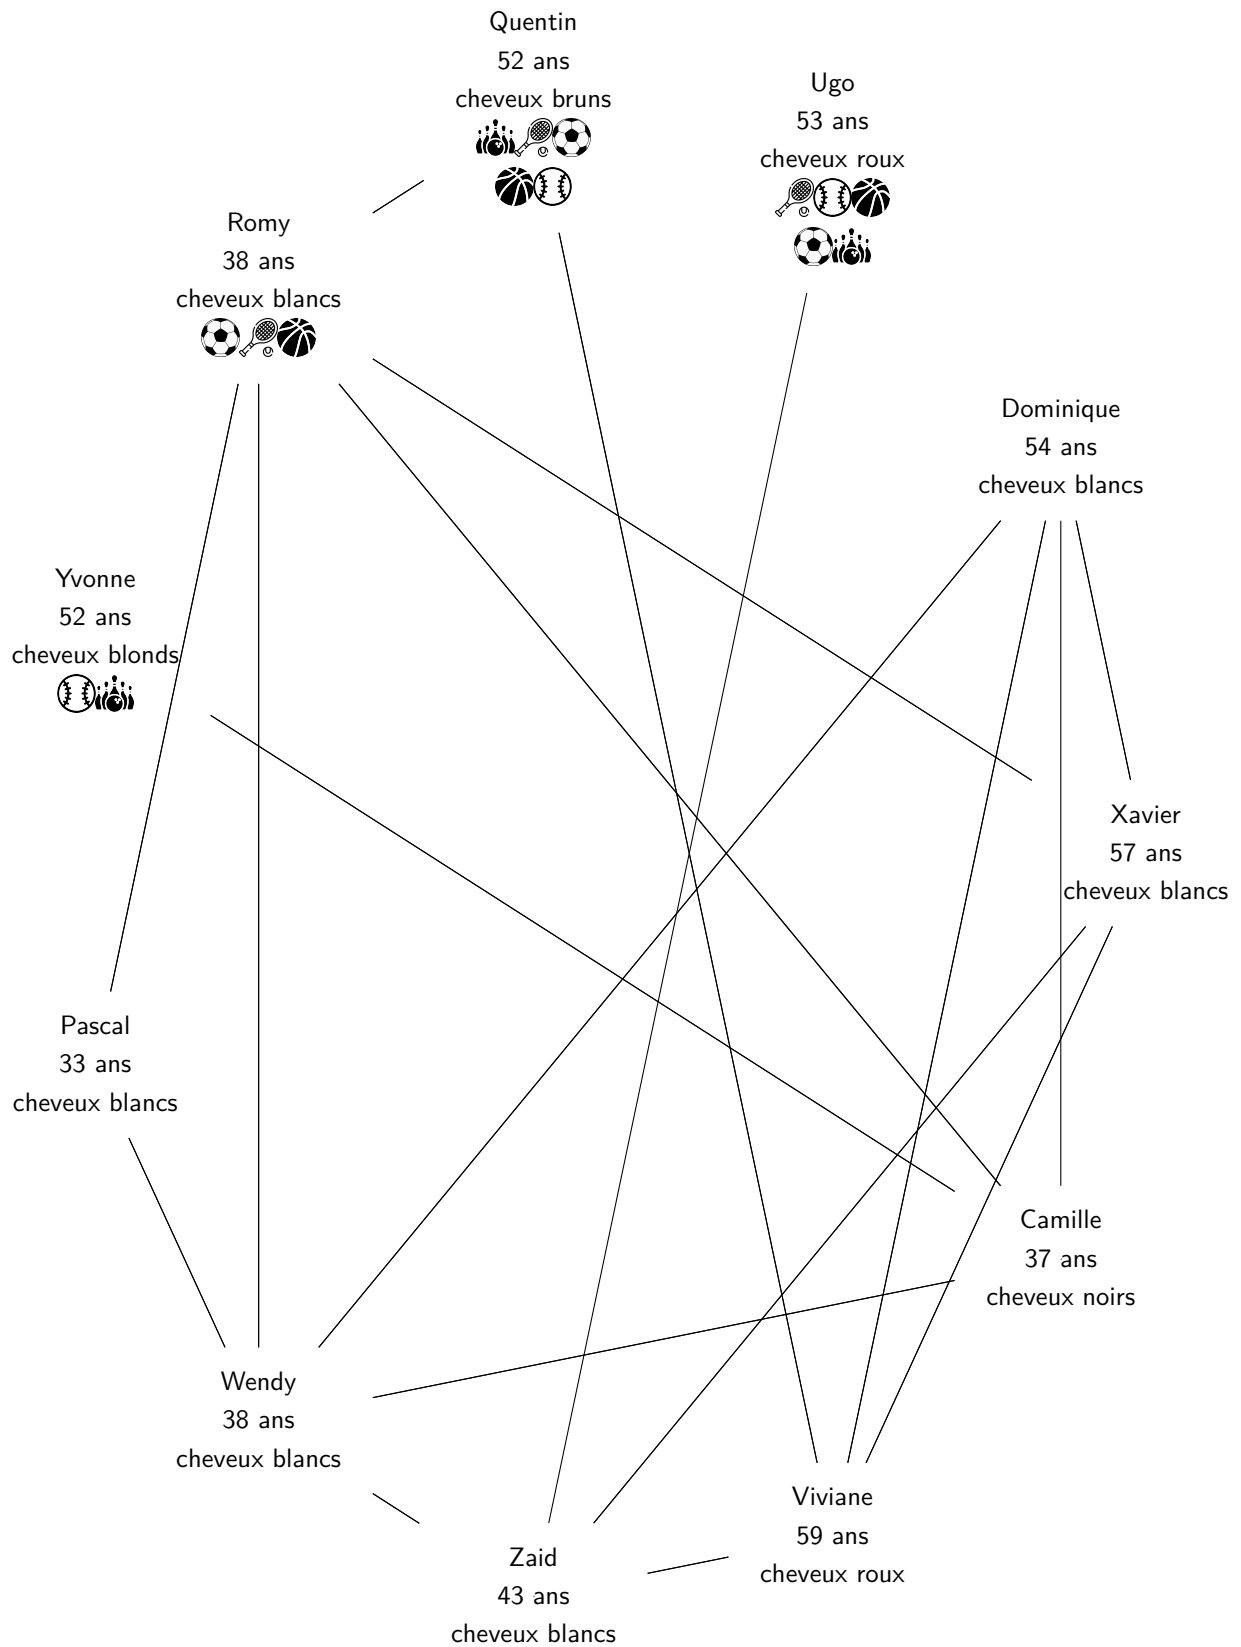 Quentin
52 ans
cheveux bruns
Ugo
53 ans
cheveux roux
Romy
38 ans
cheveux blancs
Dominique
54 ans
cheveux blancs
Yvonne
52 ans
cheveux blonds
Xavier
57 ans
cheveux blancs
Pascal
33 ans
cheveux blancs
Camille
37 ans
cheveux noirs
Wendy
38 ans
cheveux blancs
Viviane
59 ans
cheveux roux
Zaid
43 ans
cheveux blancs